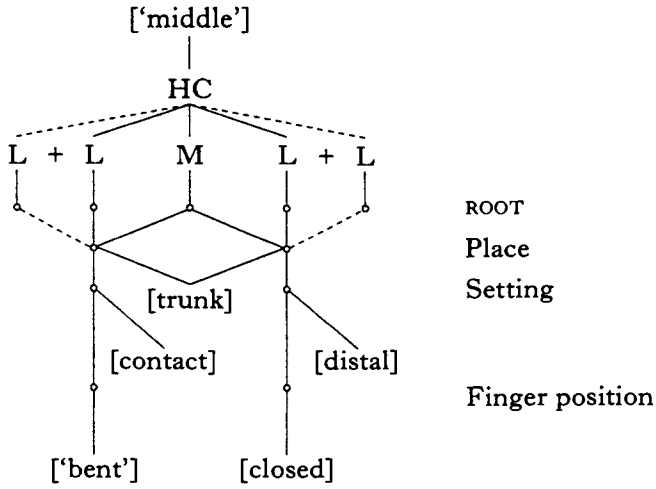 [‘middle’]
HC
L + L M L + L
ROOT
Place
[trunk] Setting
[contact] [distal]
Finger position
[‘bent’] [closed]